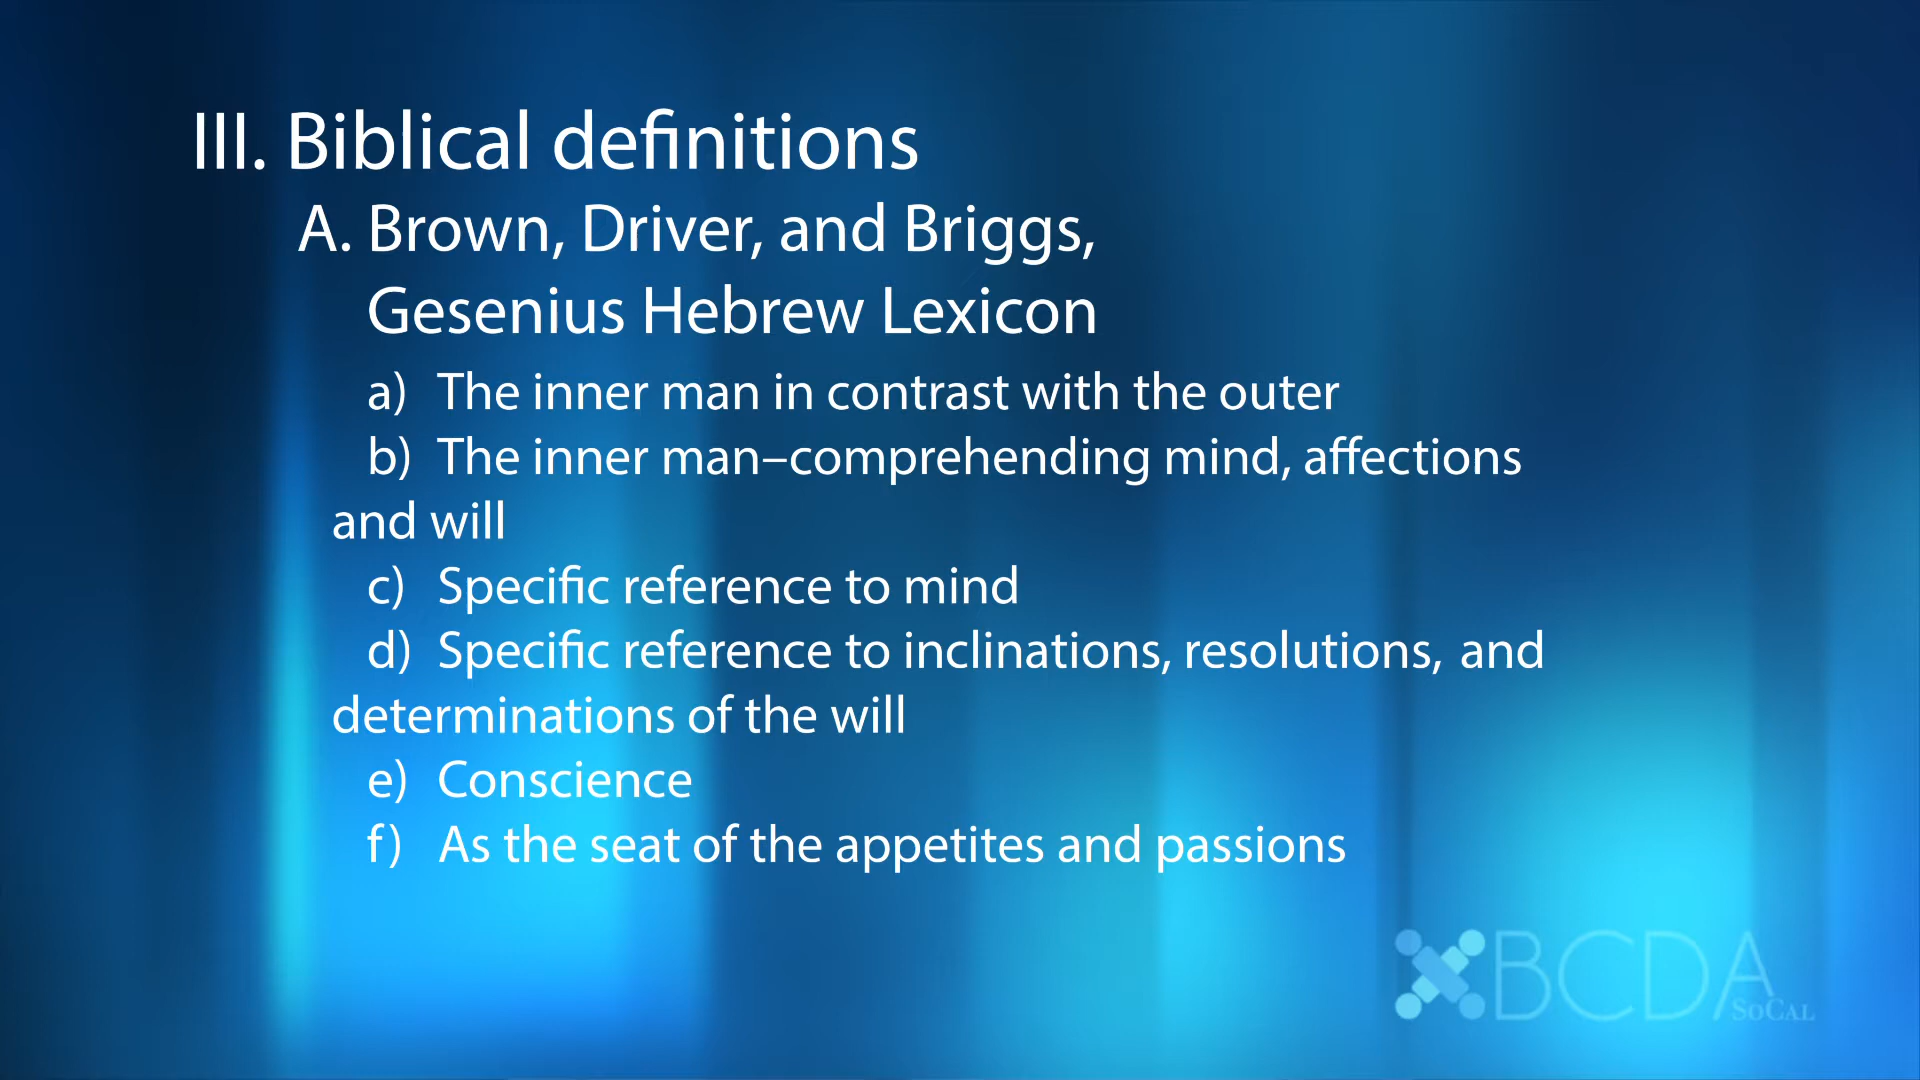 III. Biblical definitions
A. Brown, Driver, and Briggs,
Gesenius Hebrew Lexicon
a) The inner man in contrast with the outer
b) The inner man–comprehending mind, affections
and will
c) Specific reference to mind
d) Specific reference to inclinations, resolutions, and
determinations of the will
e) Conscience
f) As the seat of the appetites and passions
BCDA
SoCal